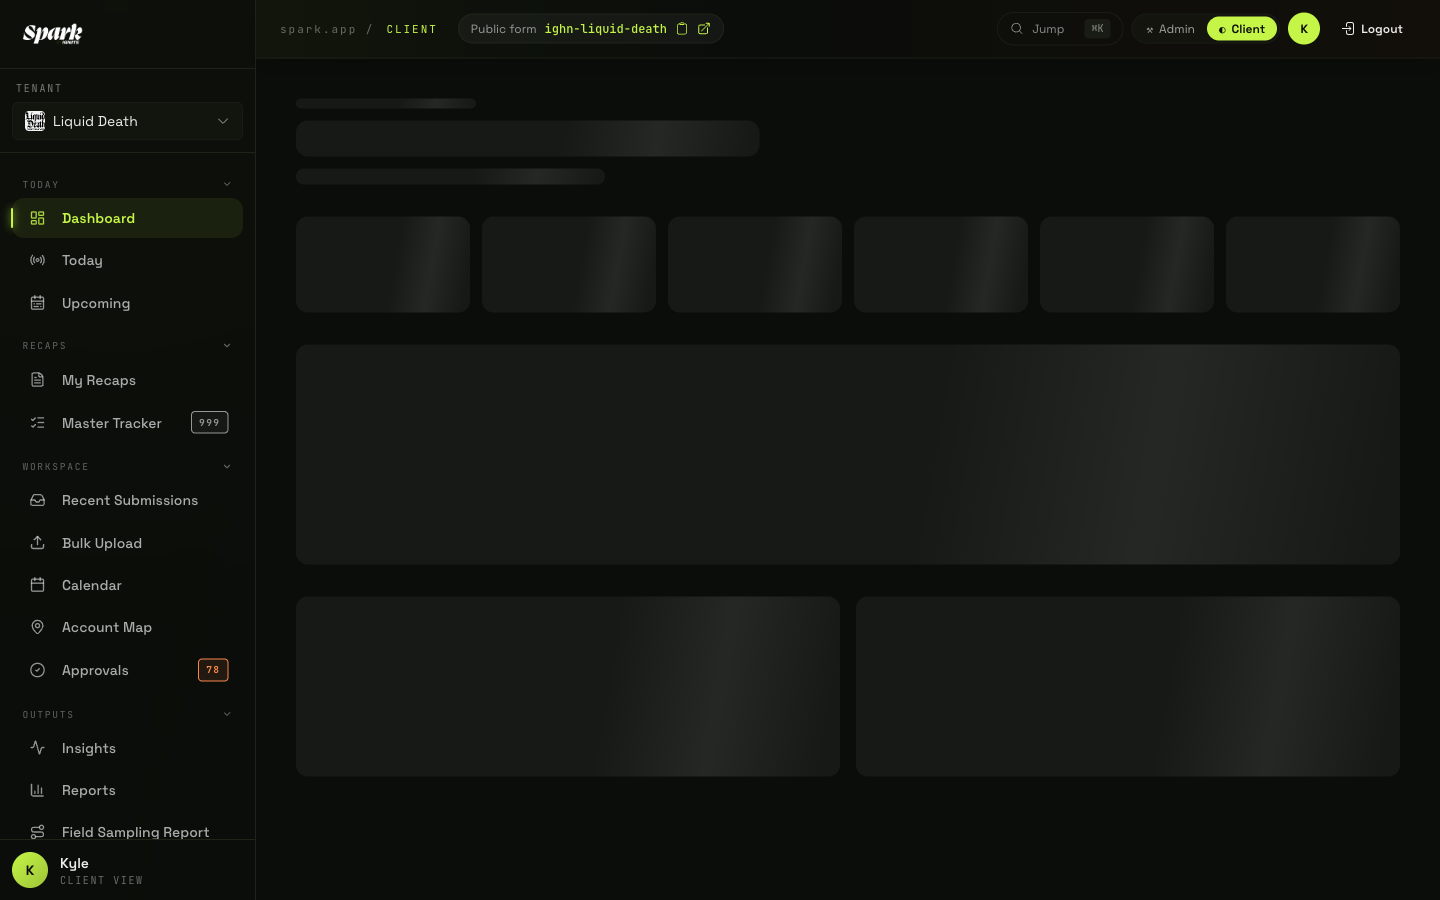 Spark
IGNITE
spark.app / CLIENT
Public form ighn-liquid-death
Jump ⌘K
Admin
Client
K
Logout
TENANT
Liquid Death
TODAY
Dashboard
Today
Upcoming
RECAPS
My Recaps
Master Tracker 999
WORKSPACE
Recent Submissions
Bulk Upload
Calendar
Account Map
Approvals 78
OUTPUTS
Insights
Reports
Field Sampling Report
K
Kyle
CLIENT VIEW